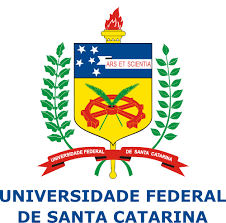 ARS ET SCIENTIA
UNIVERSIDADE FEDERAL DE SANTA CATARINA
UNIVERSIDADE FEDERAL
DE SANTA CATARINA